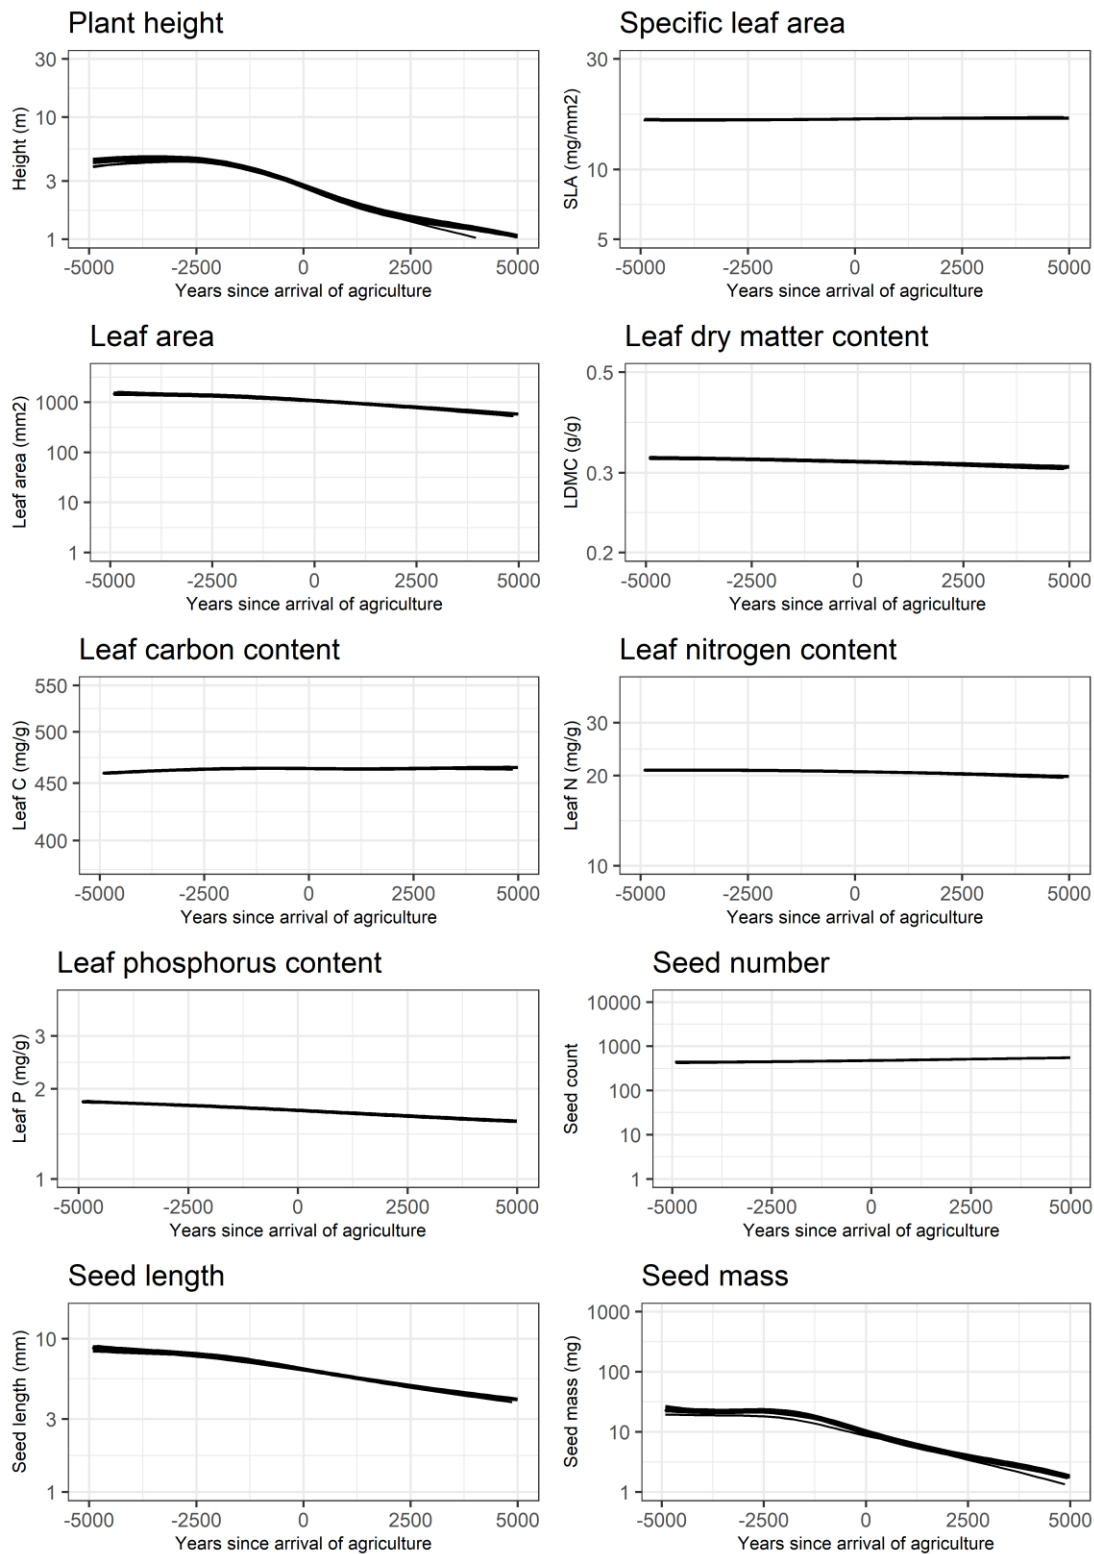 Plant height
Height (m)
30
10
3
1
-5000 -2500 0 2500 5000
Years since arrival of agriculture
Specific leaf area
SLA (mg/mm2)
30
10
5
-5000 -2500 0 2500 5000
Years since arrival of agriculture
Leaf area
Leaf area (mm2)
1000
100
10
1
-5000 -2500 0 2500 5000
Years since arrival of agriculture
Leaf dry matter content
LDMC (g/g)
0.5
0.3
0.2
-5000 -2500 0 2500 5000
Years since arrival of agriculture
Leaf carbon content
Leaf C (mg/g)
550
500
450
400
-5000 -2500 0 2500 5000
Years since arrival of agriculture
Leaf nitrogen content
Leaf N (mg/g)
30
20
10
-5000 -2500 0 2500 5000
Years since arrival of agriculture
Leaf phosphorus content
Leaf P (mg/g)
3
2
1
-5000 -2500 0 2500 5000
Years since arrival of agriculture
Seed number
Seed count
10000
1000
100
10
1
-5000 -2500 0 2500 5000
Years since arrival of agriculture
Seed length
Seed length (mm)
10
3
1
-5000 -2500 0 2500 5000
Years since arrival of agriculture
Seed mass
Seed mass (mg)
1000
100
10
1
-5000 -2500 0 2500 5000
Years since arrival of agriculture